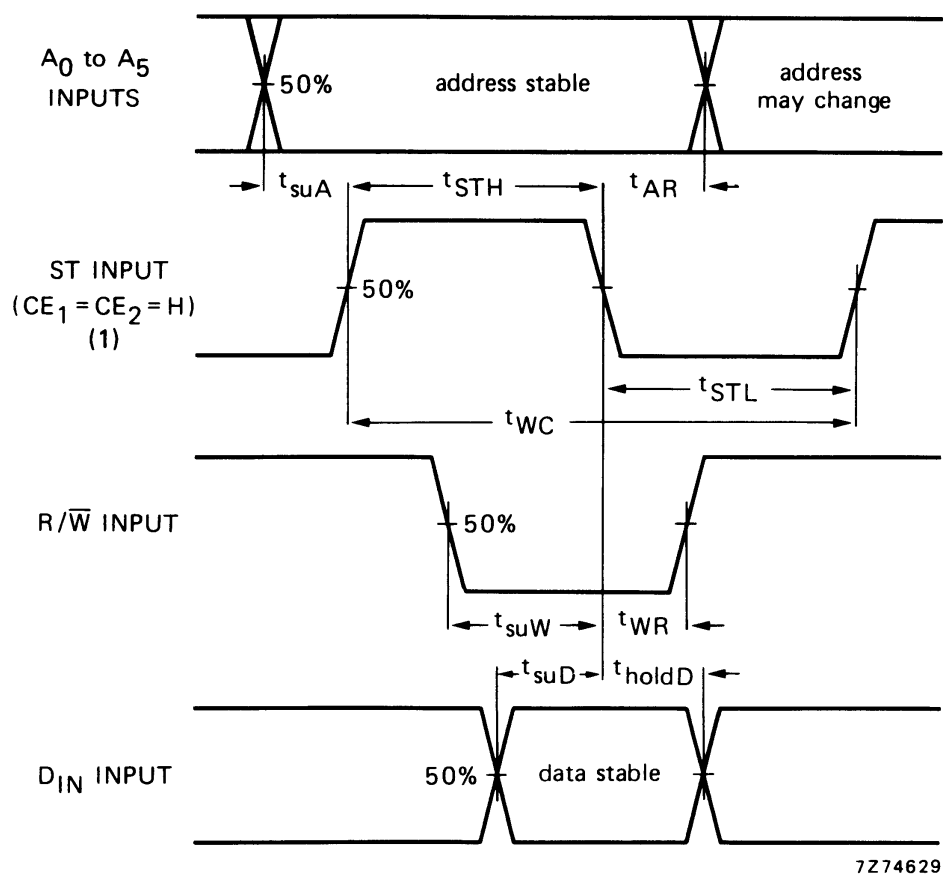 A0 to A5
INPUTS
50%
address stable
address
may change
tsuA
tSTH
tAR
ST INPUT
(CE1 = CE2 = H)
(1)
50%
tSTL
tWC
R/W̅ INPUT
50%
tsuW
tWR
tsuD
tholdD
DIN INPUT
50%
data stable
7Z74629